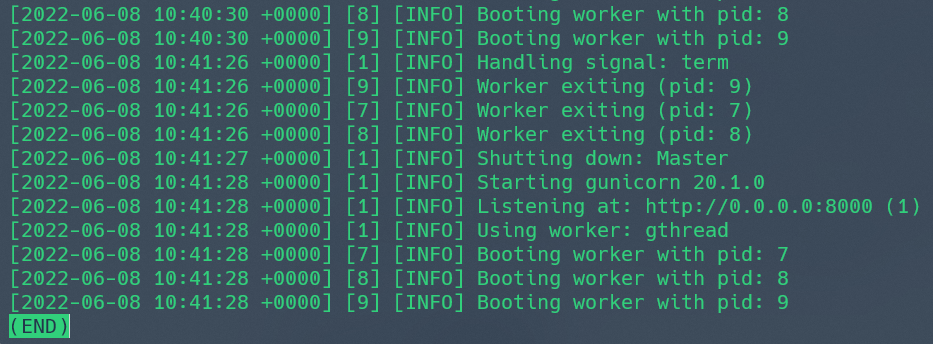 [2022-06-08 10:40:30 +0000] [8] [INFO] Booting worker with pid: 8
[2022-06-08 10:40:30 +0000] [9] [INFO] Booting worker with pid: 9
[2022-06-08 10:41:26 +0000] [1] [INFO] Handling signal: term
[2022-06-08 10:41:26 +0000] [9] [INFO] Worker exiting (pid: 9)
[2022-06-08 10:41:26 +0000] [7] [INFO] Worker exiting (pid: 7)
[2022-06-08 10:41:26 +0000] [8] [INFO] Worker exiting (pid: 8)
[2022-06-08 10:41:27 +0000] [1] [INFO] Shutting down: Master
[2022-06-08 10:41:28 +0000] [1] [INFO] Starting gunicorn 20.1.0
[2022-06-08 10:41:28 +0000] [1] [INFO] Listening at: http://0.0.0.0:8000 (1)
[2022-06-08 10:41:28 +0000] [1] [INFO] Using worker: gthread
[2022-06-08 10:41:28 +0000] [7] [INFO] Booting worker with pid: 7
[2022-06-08 10:41:28 +0000] [8] [INFO] Booting worker with pid: 8
[2022-06-08 10:41:28 +0000] [9] [INFO] Booting worker with pid: 9
(END)